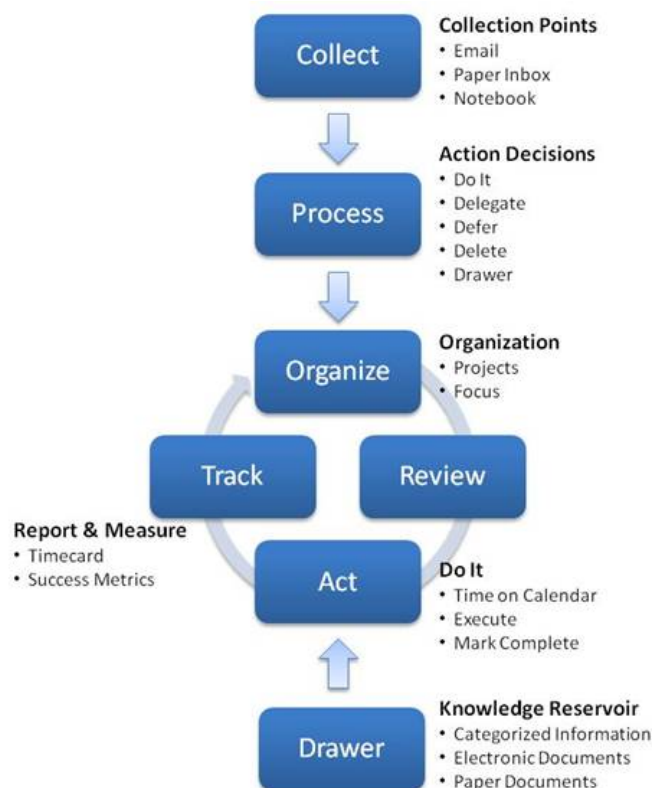 Collect
Collection Points
• Email
• Paper Inbox
• Notebook
Process
Action Decisions
• Do It
• Delegate
• Defer
• Delete
• Drawer
Organize
Organization
• Projects
• Focus
Track
Review
Report & Measure
• Timecard
• Success Metrics
Act
Do It
• Time on Calendar
• Execute
• Mark Complete
Drawer
Knowledge Reservoir
• Categorized Information
• Electronic Documents
• Paper Documents